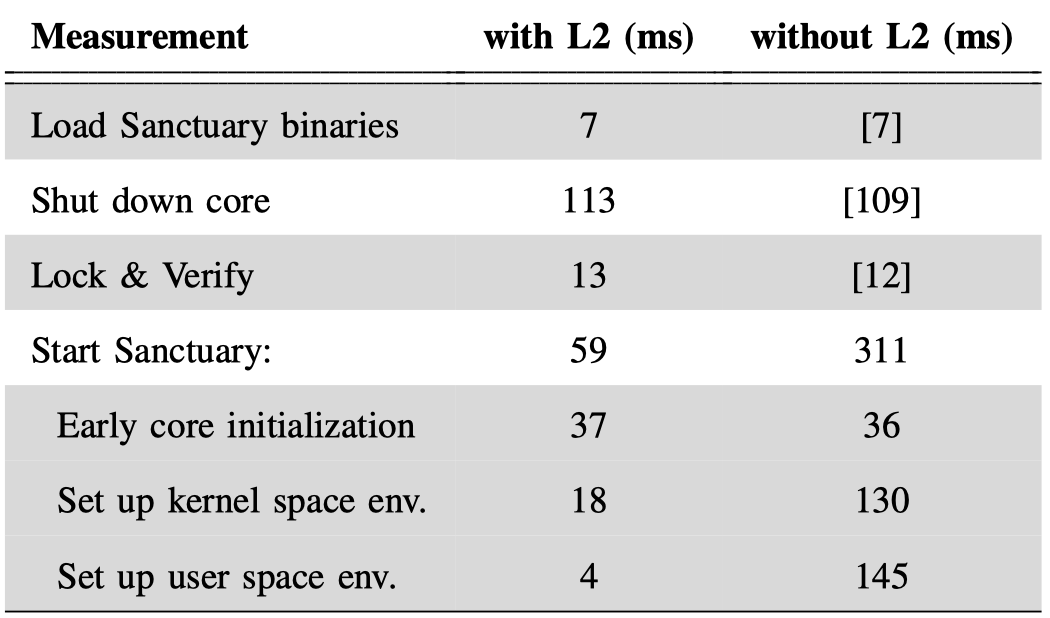 Measurement with L2 (ms) without L2 (ms)
Load Sanctuary binaries 7 [7]
Shut down core 113 [109]
Lock & Verify 13 [12]
Start Sanctuary: 59 311
Early core initialization 37 36
Set up kernel space env. 18 130
Set up user space env. 4 145